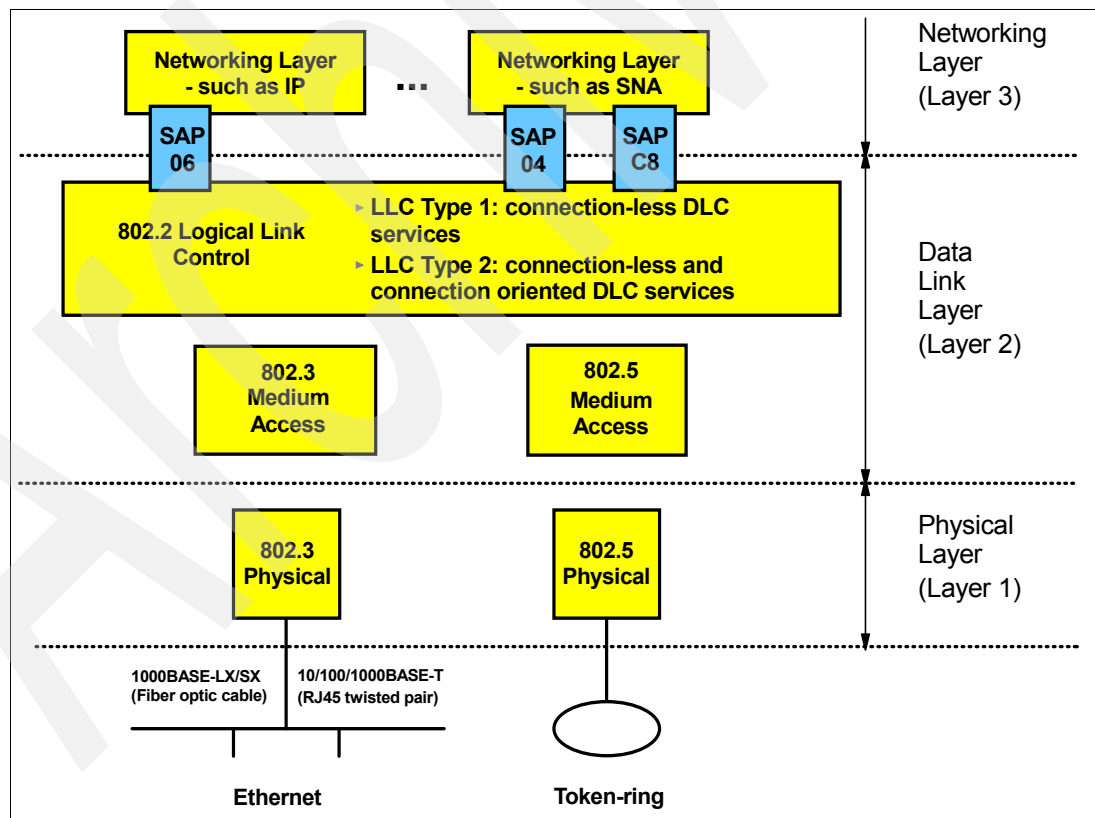 Networking Layer
- such as IP
...
Networking Layer
- such as SNA
Networking
Layer
(Layer 3)
SAP
06
SAP
04
SAP
C8
802.2 Logical Link
Control
▸ LLC Type 1: connection-less DLC
services
▸ LLC Type 2: connection-less and
connection oriented DLC services
Data
Link
Layer
(Layer 2)
802.3
Medium
Access
802.5
Medium
Access
802.3
Physical
802.5
Physical
Physical
Layer
(Layer 1)
1000BASE-LX/SX
(Fiber optic cable)
10/100/1000BASE-T
(RJ45 twisted pair)
Ethernet
Token-ring